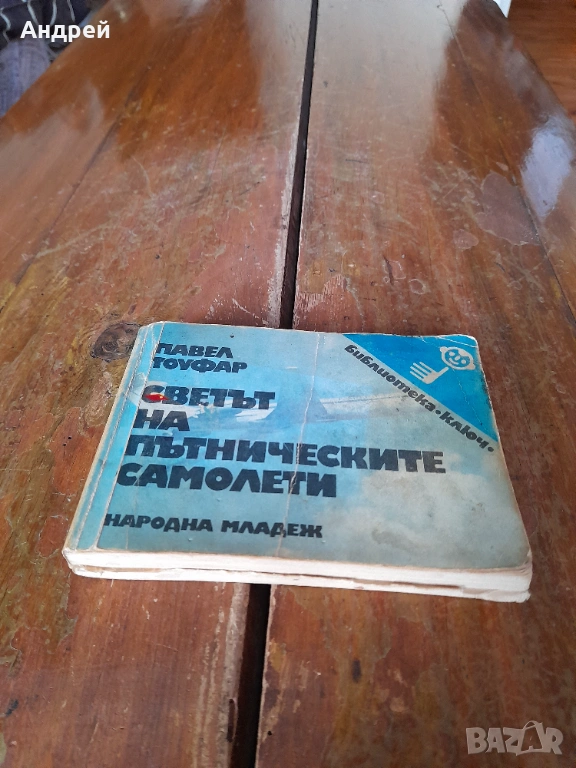 Андрей
ПАВЕЛ
ТОУФАР
библиотека•ключ•
СВЕТЪТ
НА
ПЪТНИЧЕСКИТЕ
САМОЛЕТИ
НАРОДНА МЛАДЕЖ
BAZAR